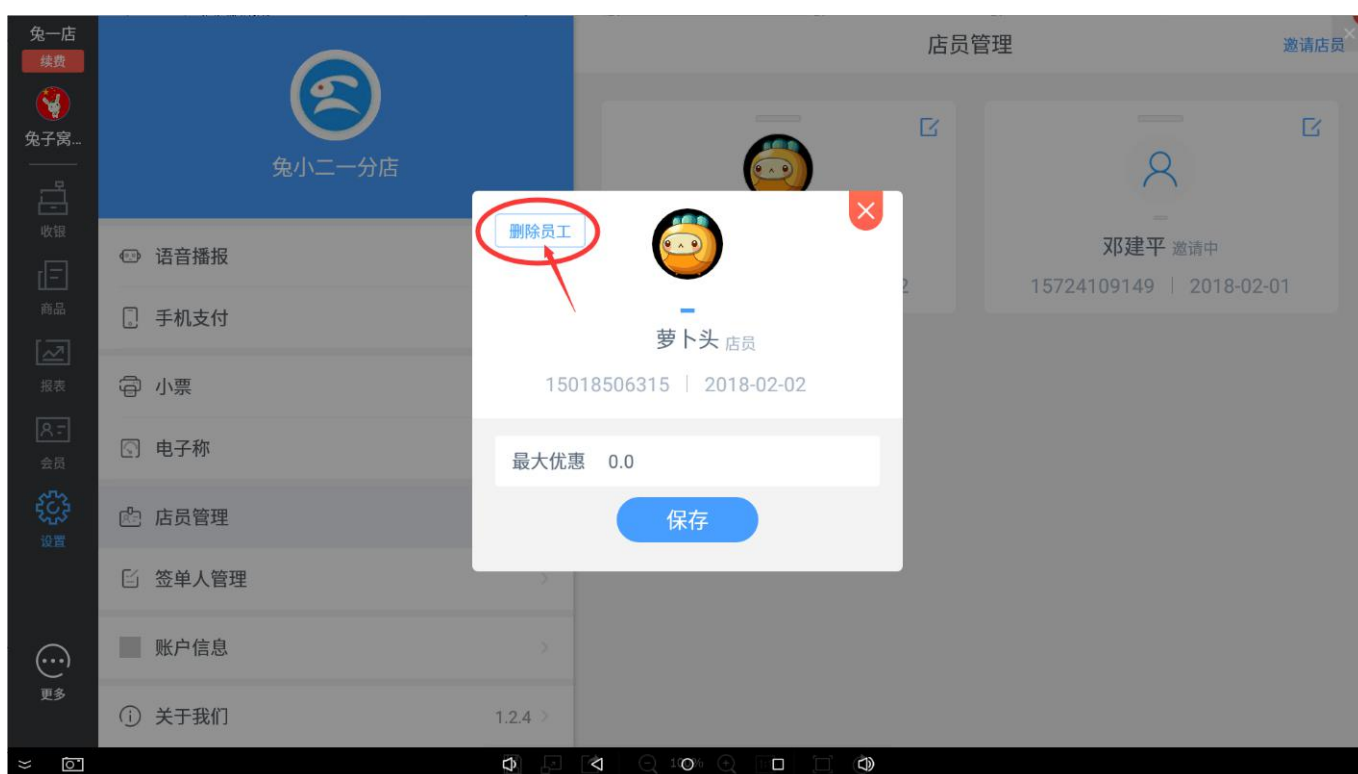 兔一店
续费
兔子窝...
收银
商品
报表
会员
设置
更多
兔小二一分店
语音播报
手机支付
小票
电子称
店员管理
签单人管理
账户信息
关于我们 1.2.4
店员管理 邀请店员
邓建平 邀请中
15724109149 | 2018-02-01
删除员工
萝卜头 店员
15018506315 | 2018-02-02
最大优惠 0.0
保存